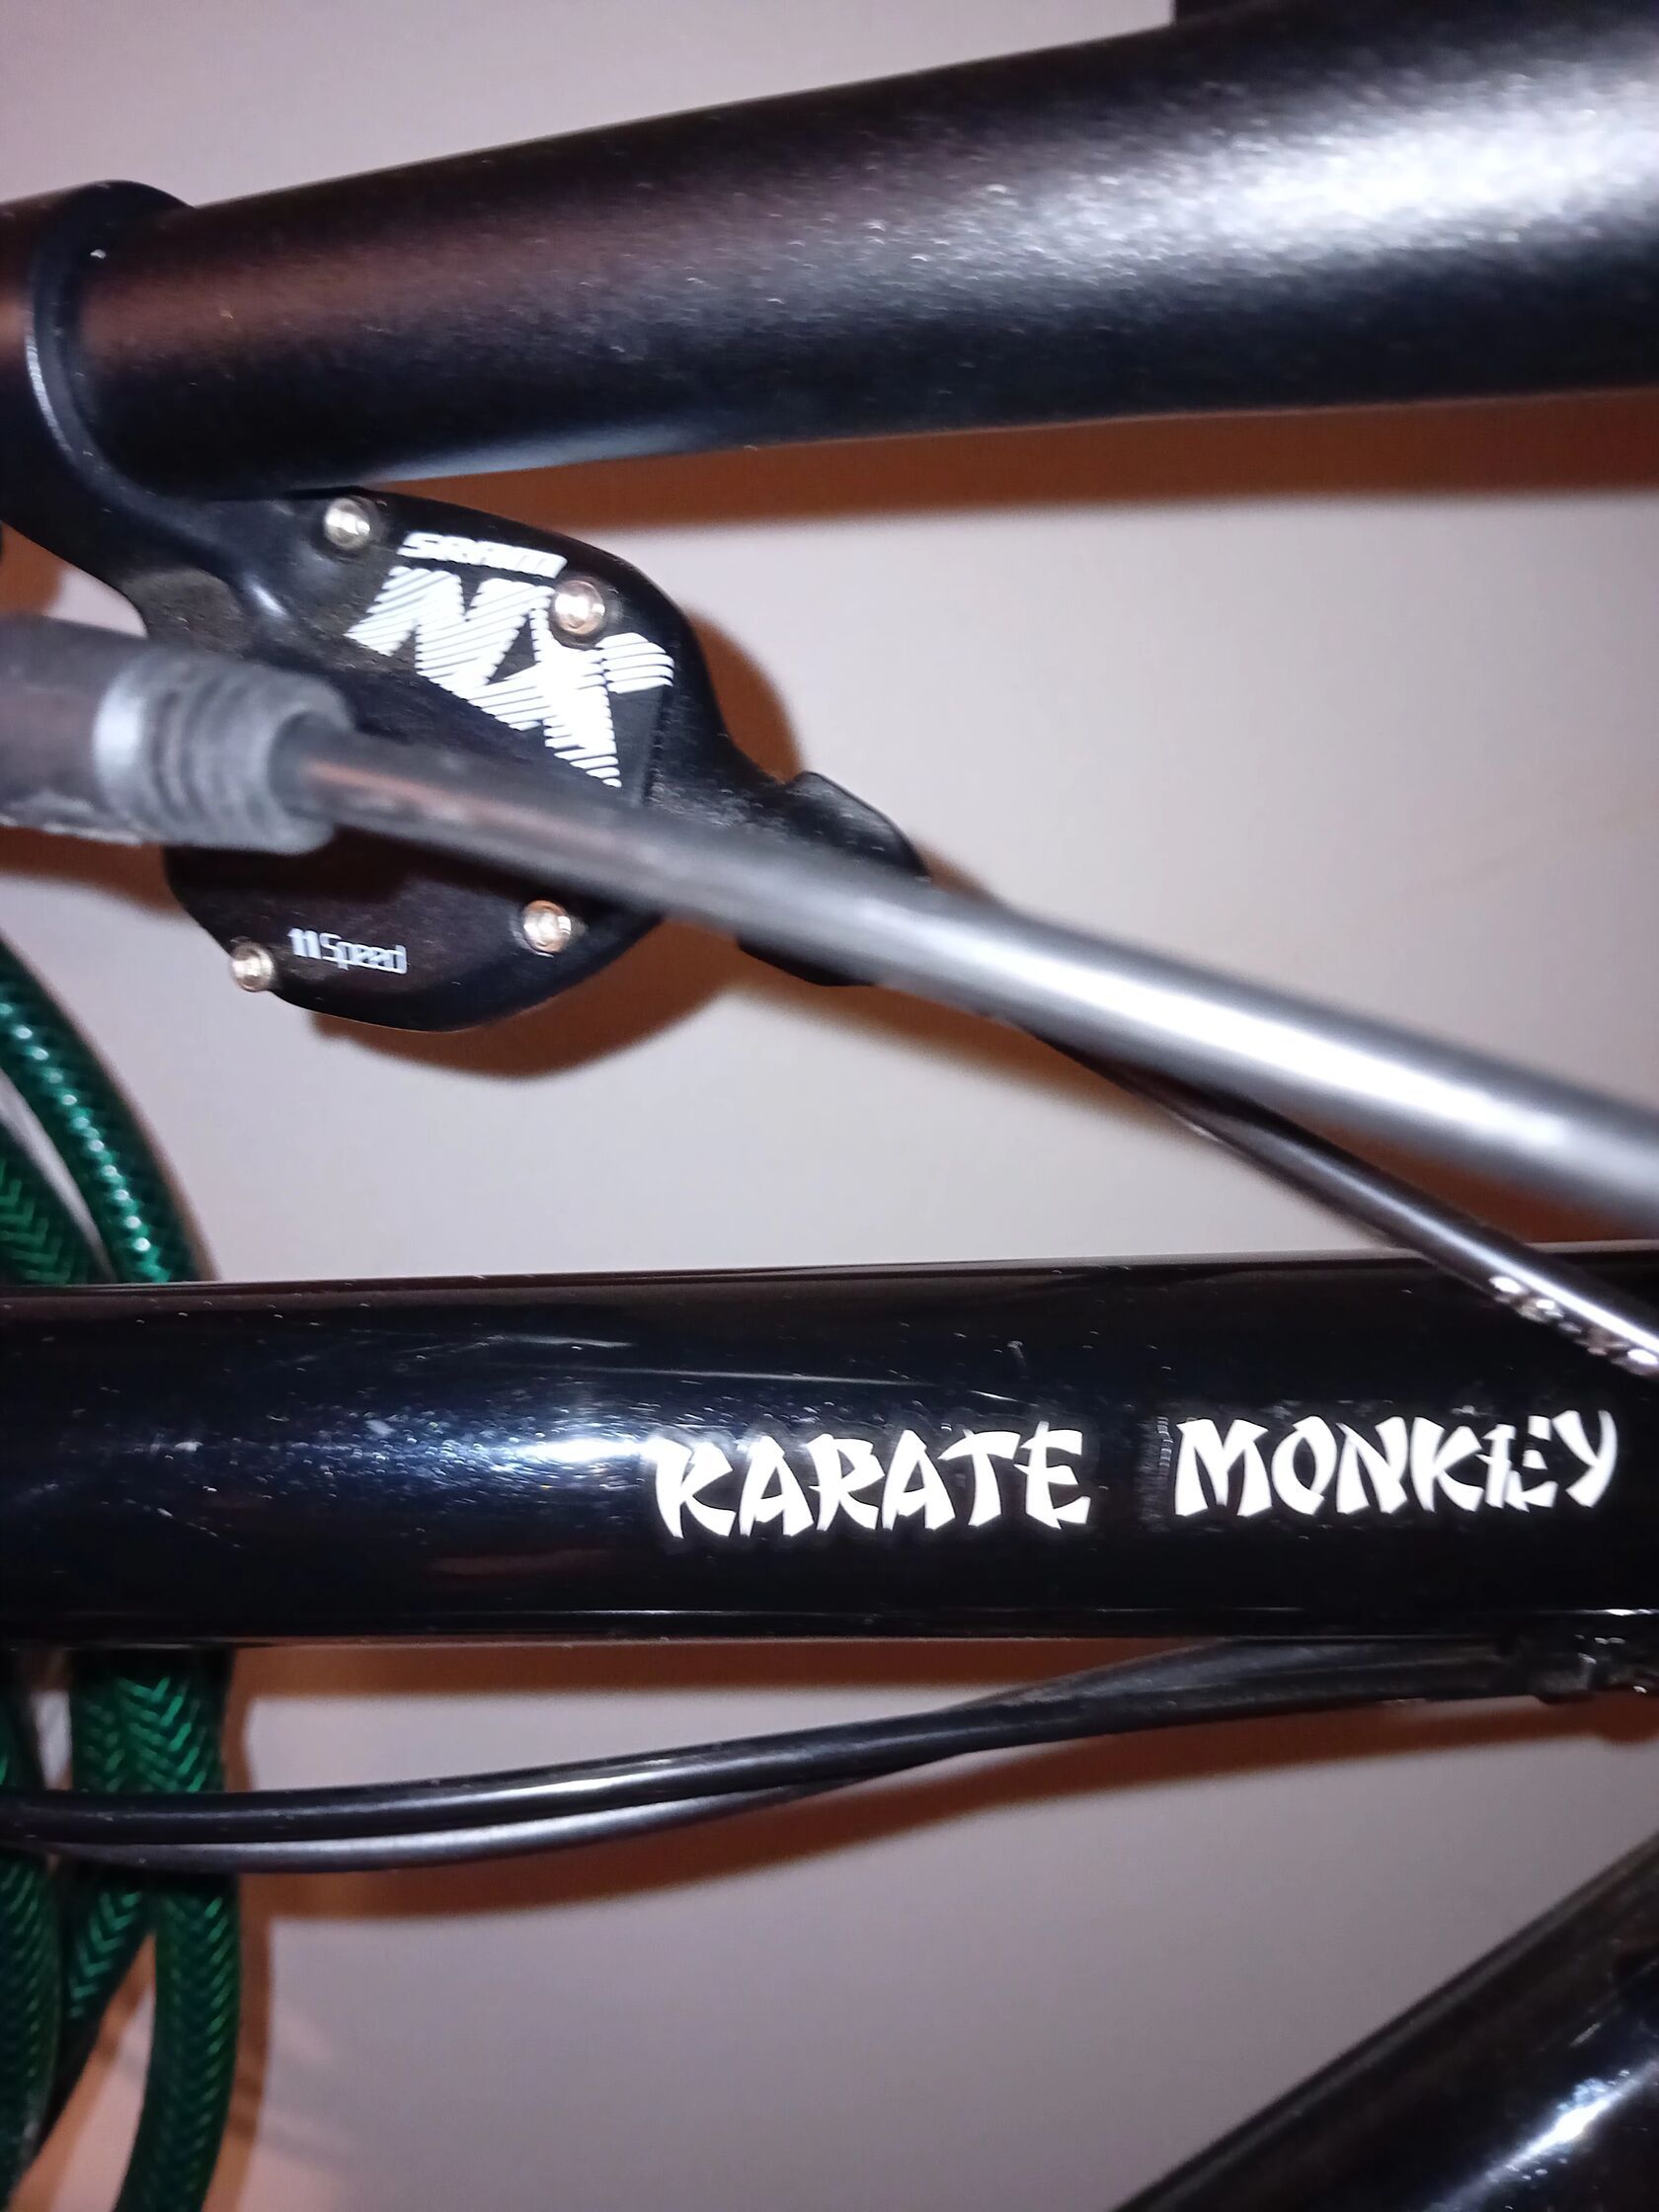 SRAM
NX
11 Speed
KARATE MONKEY